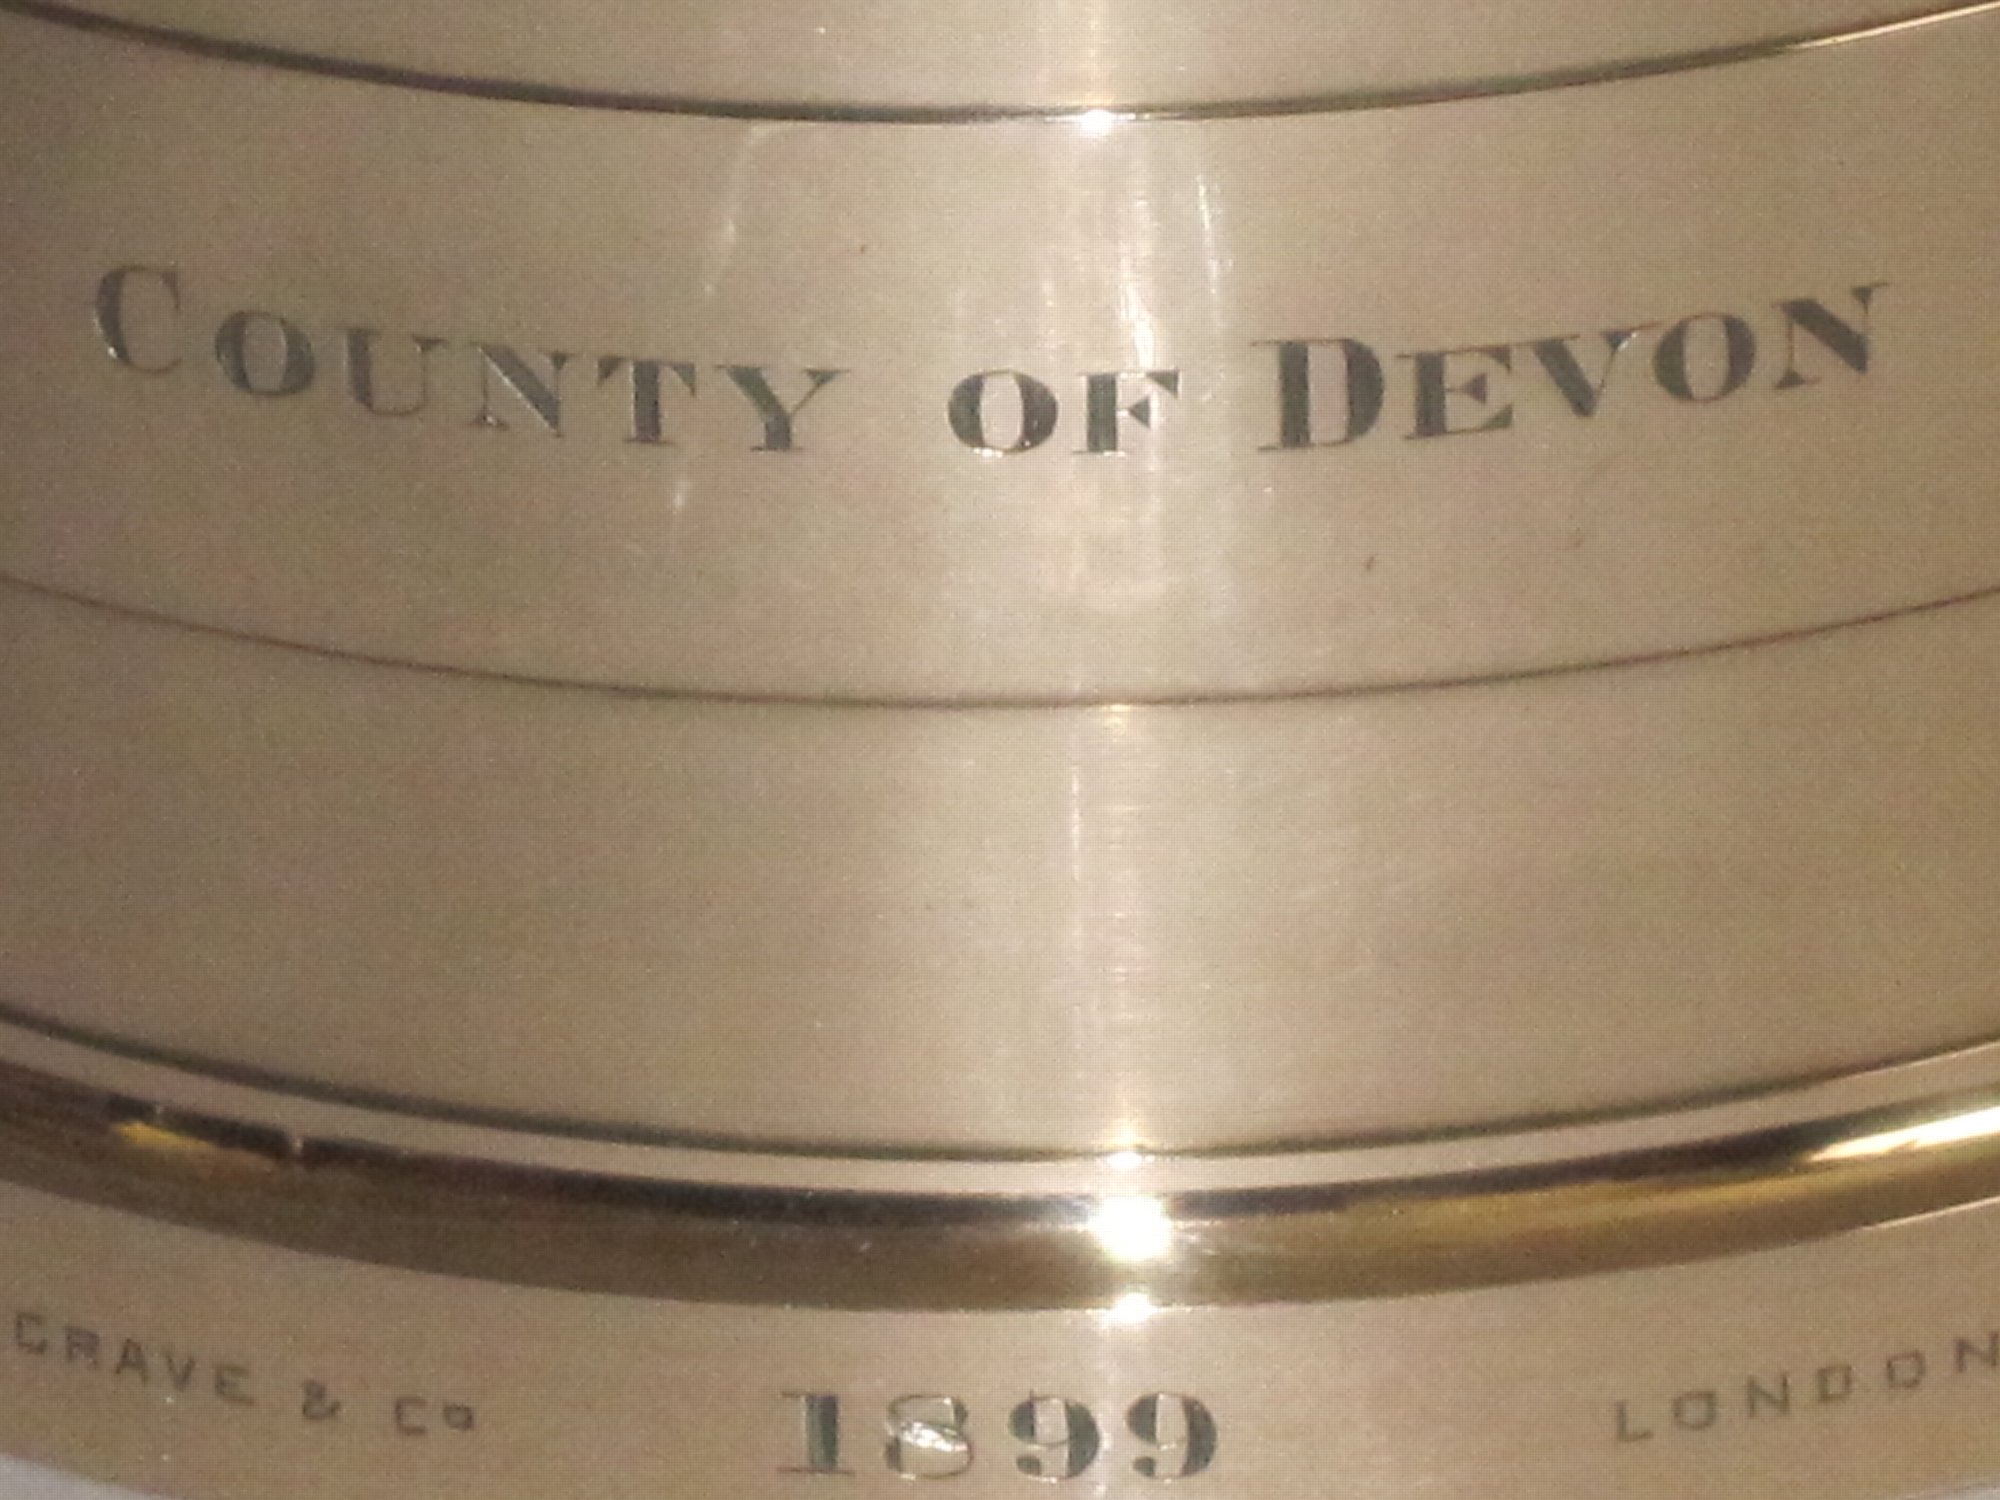 COUNTY OF DEVON
GRAVE & Co 1899 LONDON